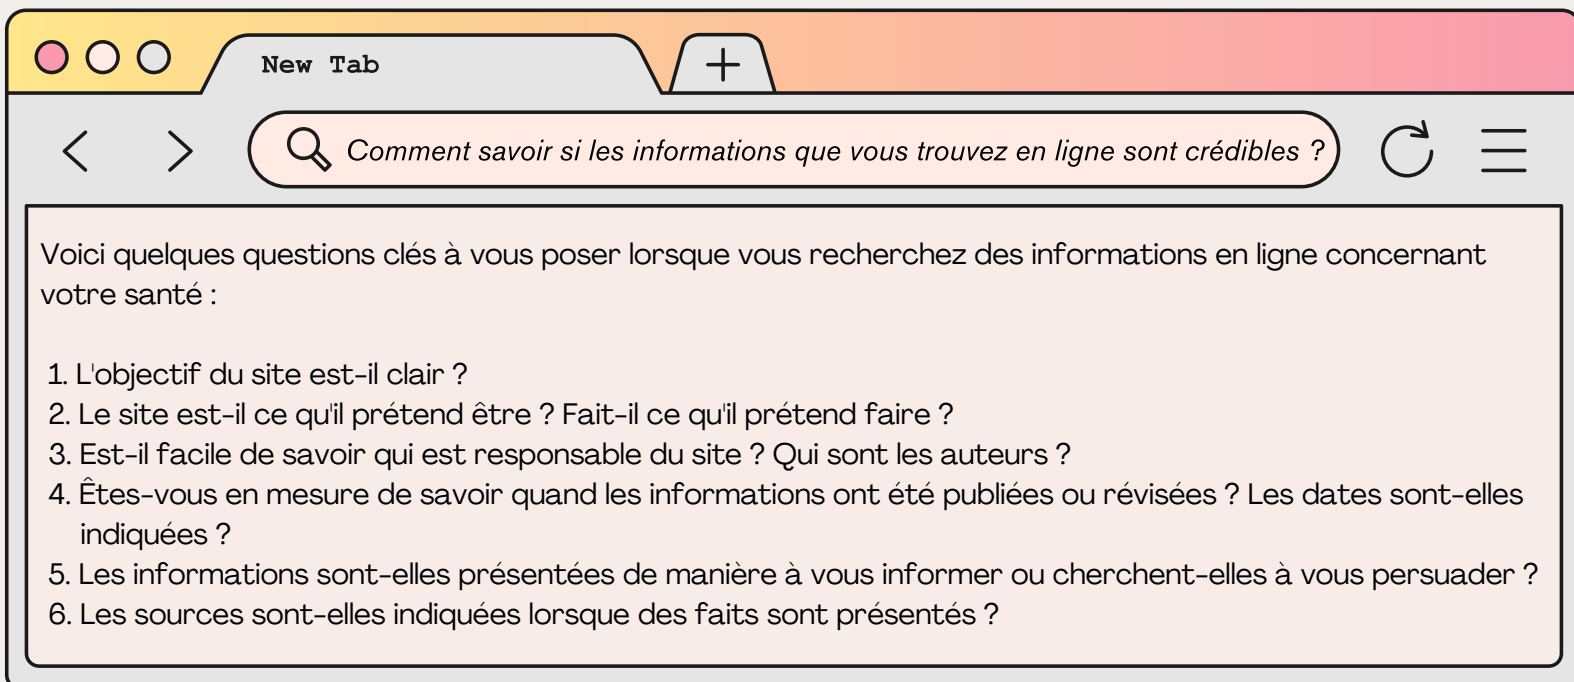 New Tab
Comment savoir si les informations que vous trouvez en ligne sont crédibles ?
Voici quelques questions clés à vous poser lorsque vous recherchez des informations en ligne concernant
votre santé :
1. L'objectif du site est-il clair ?
2. Le site est-il ce qu'il prétend être ? Fait-il ce qu'il prétend faire ?
3. Est-il facile de savoir qui est responsable du site ? Qui sont les auteurs ?
4. Êtes-vous en mesure de savoir quand les informations ont été publiées ou révisées ? Les dates sont-elles
indiquées ?
5. Les informations sont-elles présentées de manière à vous informer ou cherchent-elles à vous persuader ?
6. Les sources sont-elles indiquées lorsque des faits sont présentés ?